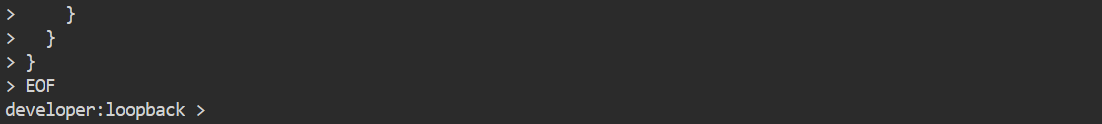 >     }
>   }
> }
> EOF
developer:loopback >